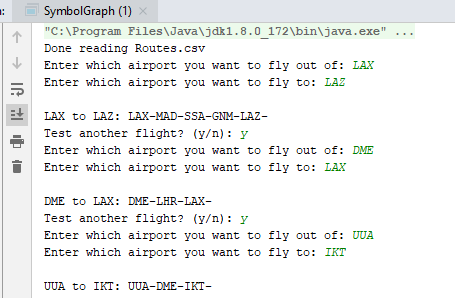 SymbolGraph (1)
"C:\Program Files\Java\jdk1.8.0_172\bin\java.exe" ...
Done reading Routes.csv
Enter which airport you want to fly out of: LAX
Enter which airport you want to fly to: LAZ
LAX to LAZ: LAX-MAD-SSA-GNM-LAZ-
Test another flight? (y/n): y
Enter which airport you want to fly out of: DME
Enter which airport you want to fly to: LAX
DME to LAX: DME-LHR-LAX-
Test another flight? (y/n): y
Enter which airport you want to fly out of: UUA
Enter which airport you want to fly to: IKT
UUA to IKT: UUA-DME-IKT-